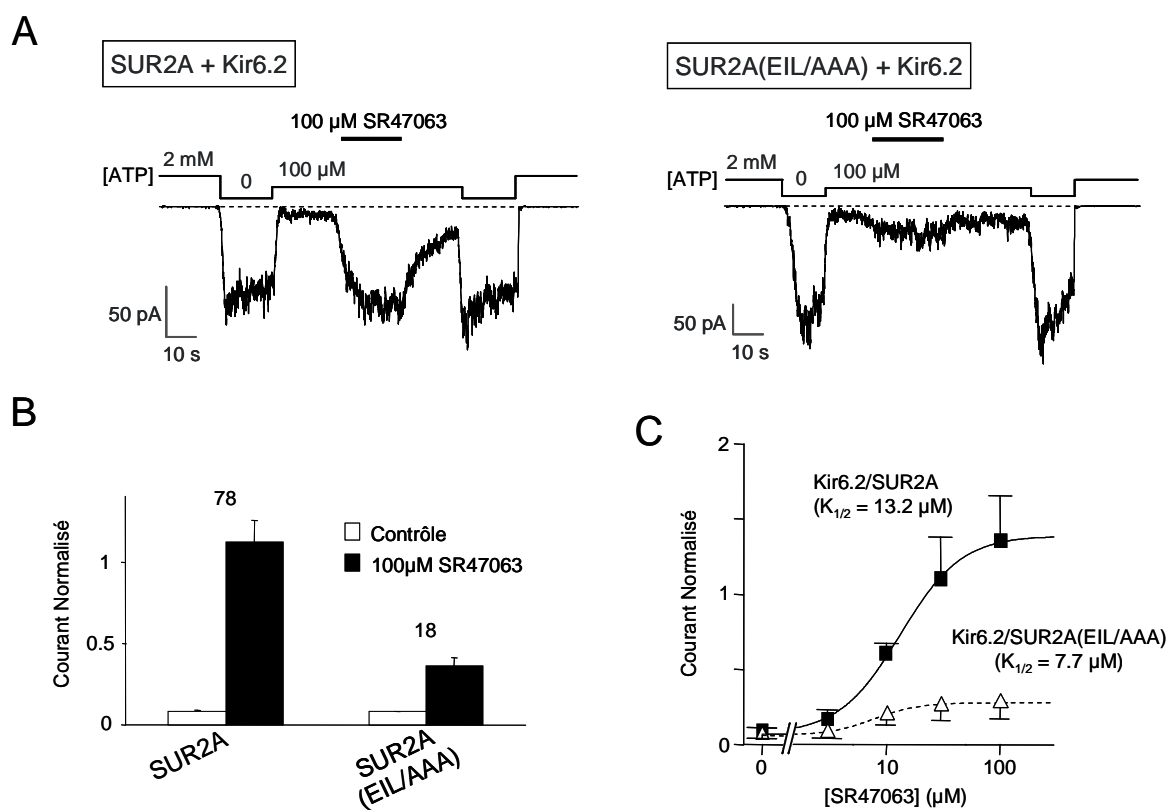 A
SUR2A + Kir6.2
SUR2A(EIL/AAA) + Kir6.2
100 µM SR47063
100 µM SR47063
[ATP]
2 mM
0
100 µM
50 pA
10 s
[ATP]
2 mM
0
100 µM
50 pA
10 s
B
Courant Normalisé
1
0.5
0
78
18
Contrôle
100µM SR47063
SUR2A
SUR2A
(EIL/AAA)
C
Courant Normalisé
2
1
0
Kir6.2/SUR2A
(K1/2 = 13.2 µM)
Kir6.2/SUR2A(EIL/AAA)
(K1/2 = 7.7 µM)
0
10
100
[SR47063] (µM)